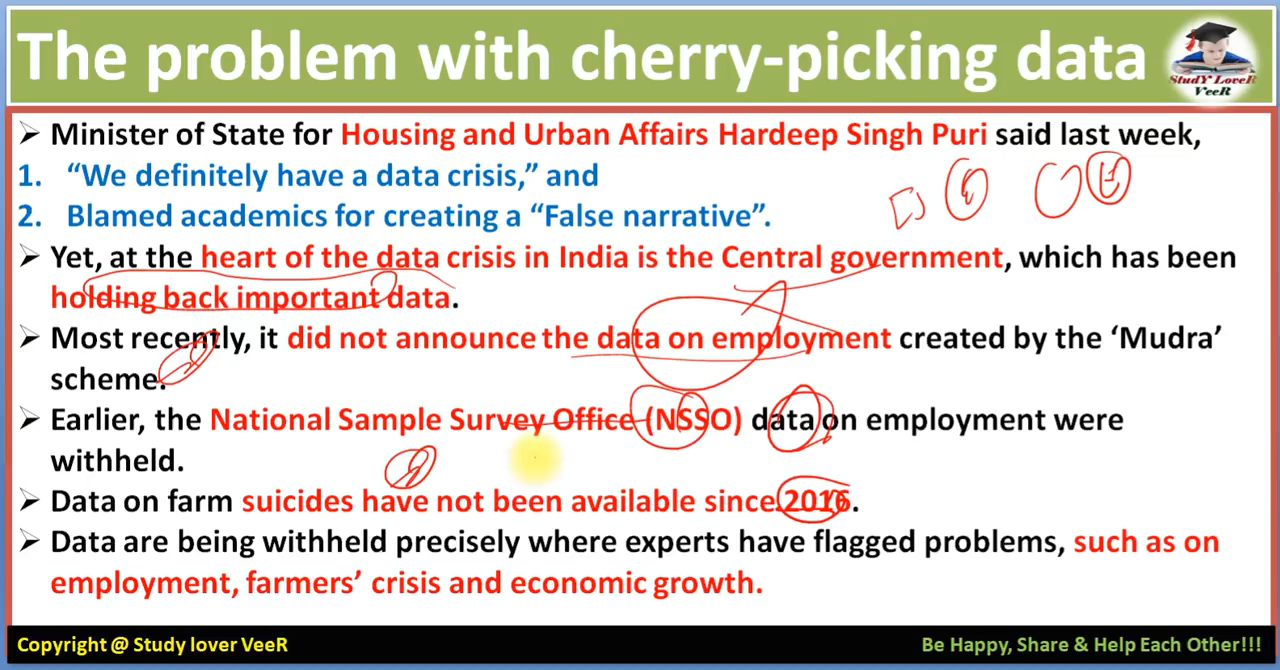 The problem with cherry-picking data
StudY LoveR
VeeR
➢ Minister of State for Housing and Urban Affairs Hardeep Singh Puri said last week,
1. “We definitely have a data crisis,” and
2. Blamed academics for creating a “False narrative”.
➢ Yet, at the heart of the data crisis in India is the Central government, which has been
holding back important data.
➢ Most recently, it did not announce the data on employment created by the ‘Mudra’
scheme.
➢ Earlier, the National Sample Survey Office (NSSO) data on employment were
withheld.
➢ Data on farm suicides have not been available since 2016.
➢ Data are being withheld precisely where experts have flagged problems, such as on
employment, farmers’ crisis and economic growth.
Copyright @ Study lover VeeR
Be Happy, Share & Help Each Other!!!